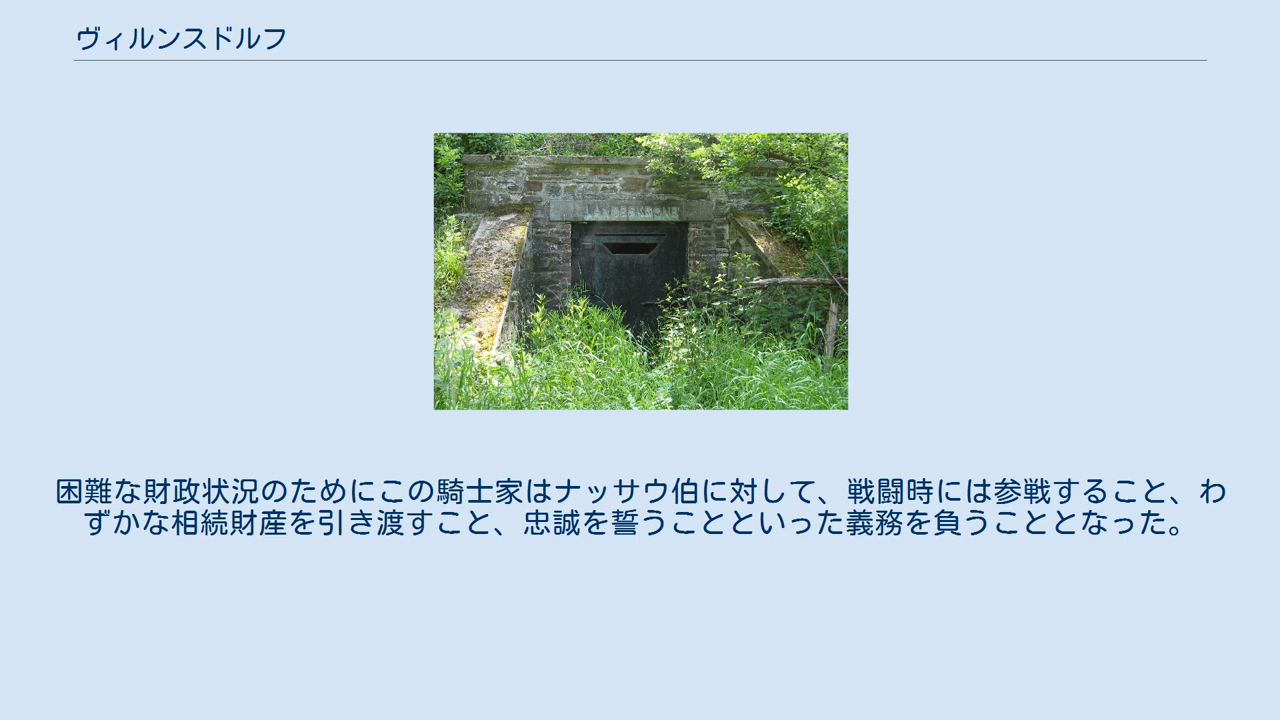 ヴィルンスドルフ
LANDESKRONE
困難な財政状況のためにこの騎士家はナッサウ伯に対して、戦闘時には参戦すること、わ
ずかな相続財産を引き渡すこと、忠誠を誓うことといった義務を負うこととなった。